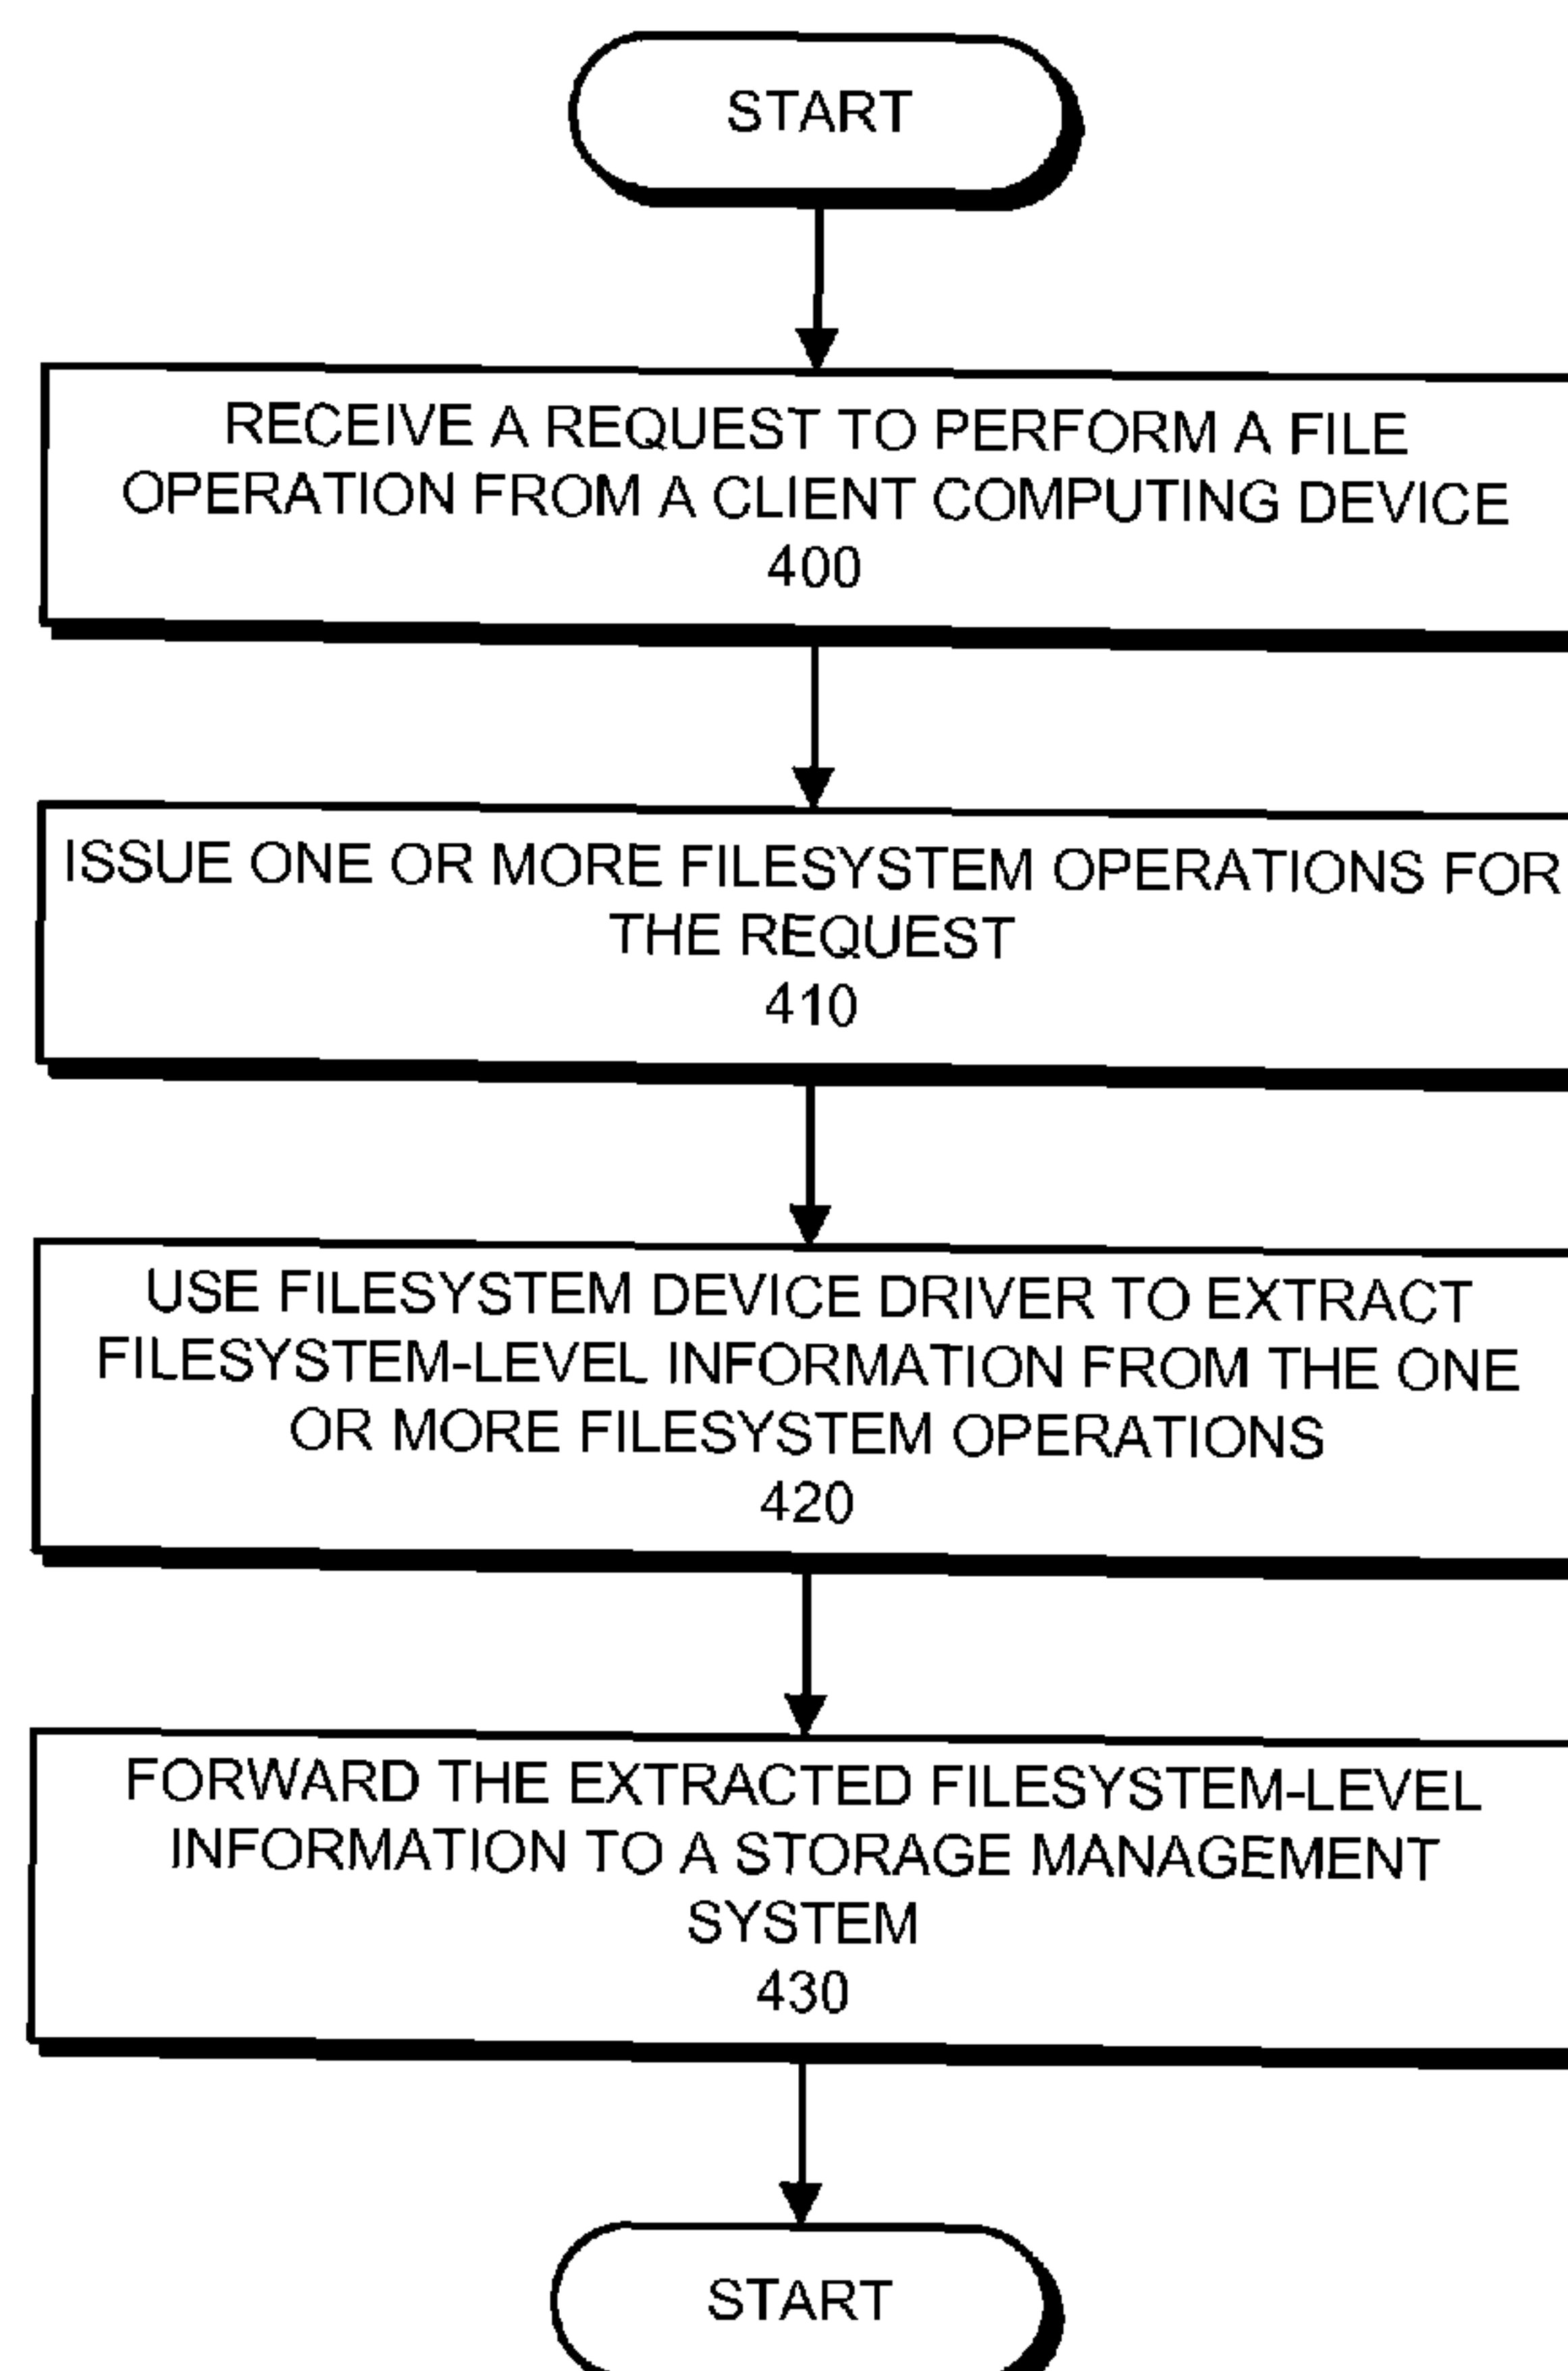 START
RECEIVE A REQUEST TO PERFORM A FILE
OPERATION FROM A CLIENT COMPUTING DEVICE
400
ISSUE ONE OR MORE FILESYSTEM OPERATIONS FOR
THE REQUEST
410
USE FILESYSTEM DEVICE DRIVER TO EXTRACT
FILESYSTEM-LEVEL INFORMATION FROM THE ONE
OR MORE FILESYSTEM OPERATIONS
420
FORWARD THE EXTRACTED FILESYSTEM-LEVEL
INFORMATION TO A STORAGE MANAGEMENT
SYSTEM
430
START